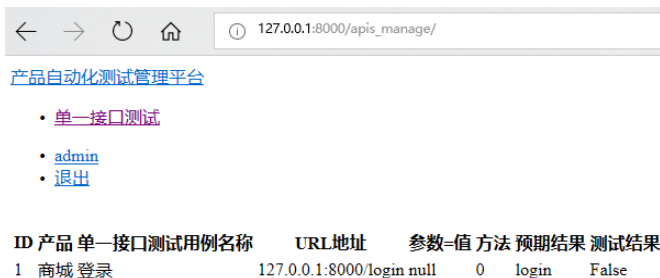 127.0.0.1:8000/apis_manage/
产品自动化测试管理平台
• 单一接口测试
• admin
• 退出
ID 产品 单一接口测试用例名称 URL地址 参数=值 方法 预期结果 测试结果
1 商城 登录 127.0.0.1:8000/login null 0 login False